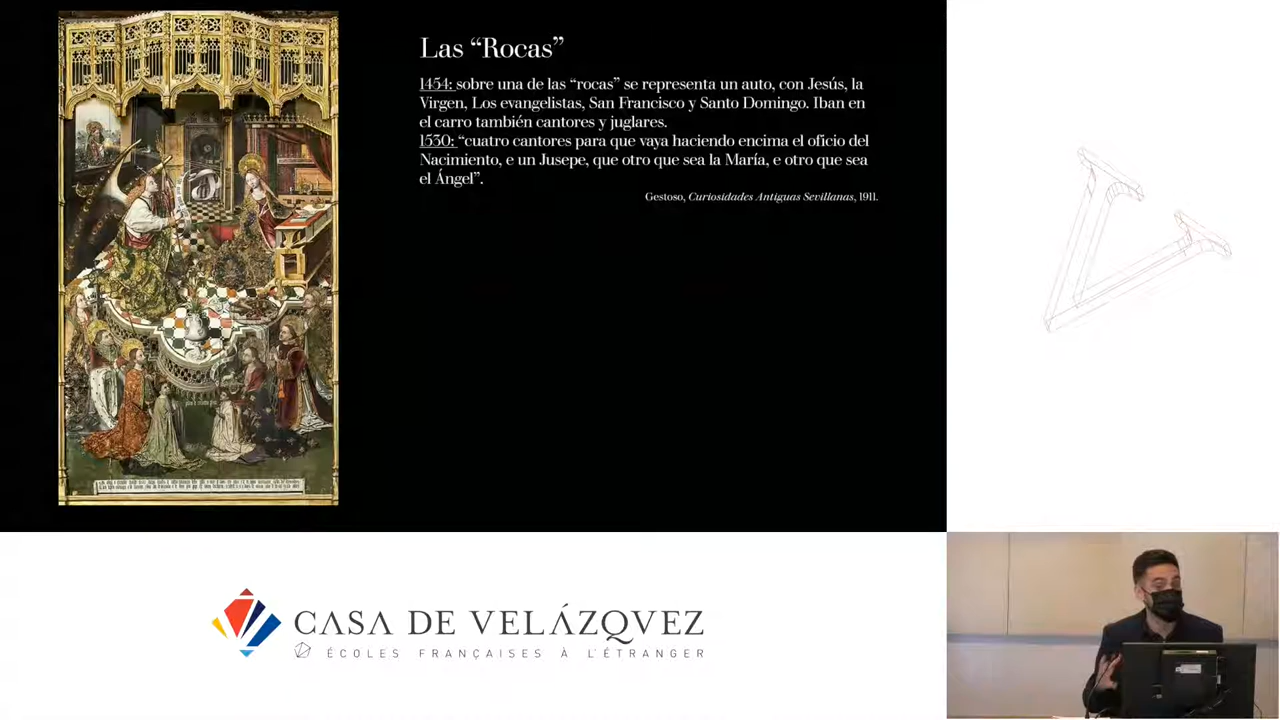 Las “Rocas”
1454: sobre una de las “rocas” se representa un auto, con Jesús, la
Virgen, Los evangelistas, San Francisco y Santo Domingo. Iban en
el carro también cantores y juglares.
1530: “cuatro cantores para que vaya haciendo encima el oficio del
Nacimiento, e un Jusepe, que otro que sea la María, e otro que sea
el Ángel”.
Gestoso, Curiosidades Antiguas Sevillanas, 1911.
CASA DE VELÁZQVEZ
ÉCOLES FRANÇAISES À L'ÉTRANGER